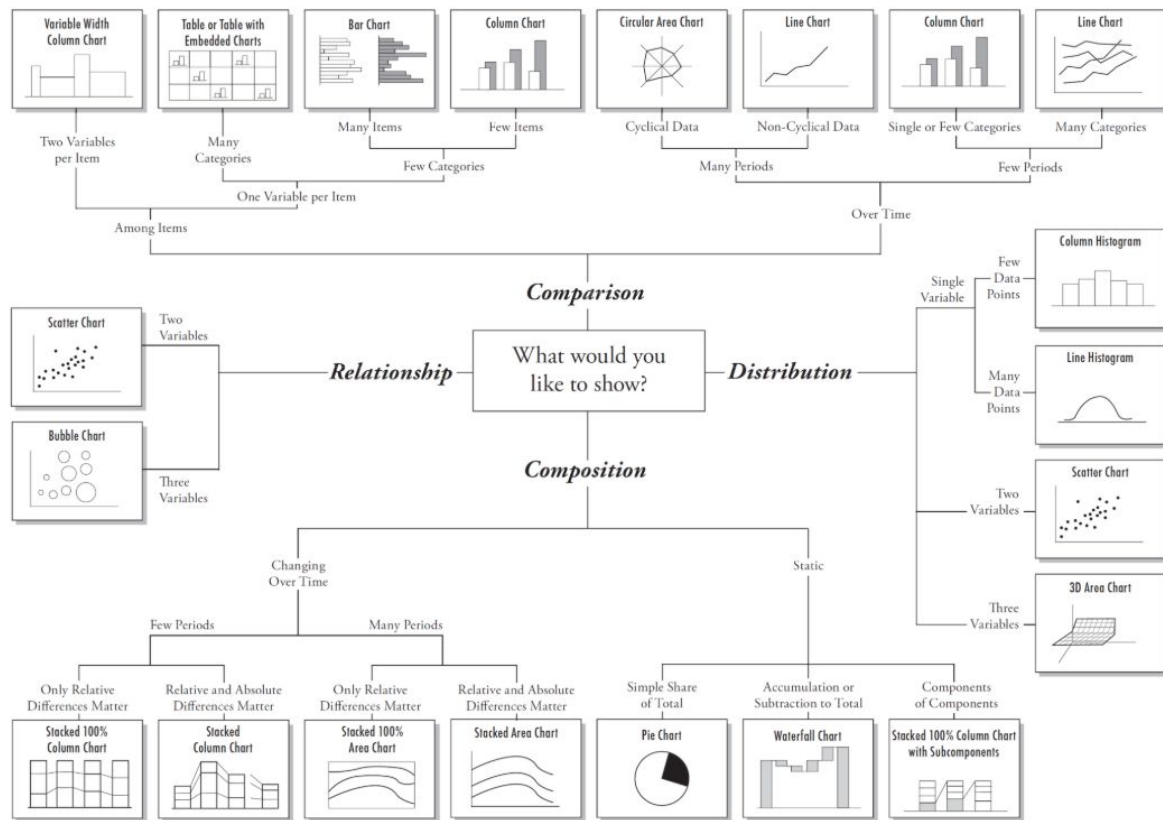 Variable Width
Column Chart
Table or Table with
Embedded Charts
Bar Chart
Column Chart
Circular Area Chart
Line Chart
Column Chart
Line Chart
Two Variables
per Item
Many
Categories
Many Items
Few Items
Cyclical Data
Non-Cyclical Data
Single or Few Categories
Many Categories
Few Categories
Many Periods
Few Periods
One Variable per Item
Among Items
Over Time
Comparison
What would you
like to show?
Relationship
Two
Variables
Scatter Chart
Bubble Chart
Three
Variables
Distribution
Single
Variable
Few
Data
Points
Column Histogram
Many
Data
Points
Line Histogram
Two
Variables
Scatter Chart
Three
Variables
3D Area Chart
Composition
Changing
Over Time
Static
Few Periods
Many Periods
Only Relative
Differences Matter
Relative and Absolute
Differences Matter
Only Relative
Differences Matter
Relative and Absolute
Differences Matter
Simple Share
of Total
Accumulation or
Subtraction to Total
Components
of Components
Stacked 100%
Column Chart
Stacked
Column Chart
Stacked 100%
Area Chart
Stacked Area Chart
Pie Chart
Waterfall Chart
Stacked 100% Column Chart
with Subcomponents